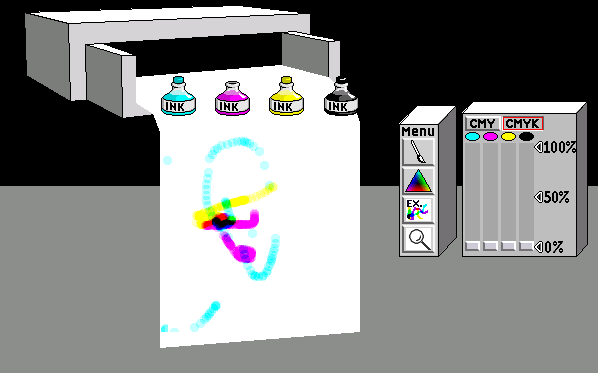 INK INK INK INK
Menu
EX.
CMY CMYK
100%
50%
0%